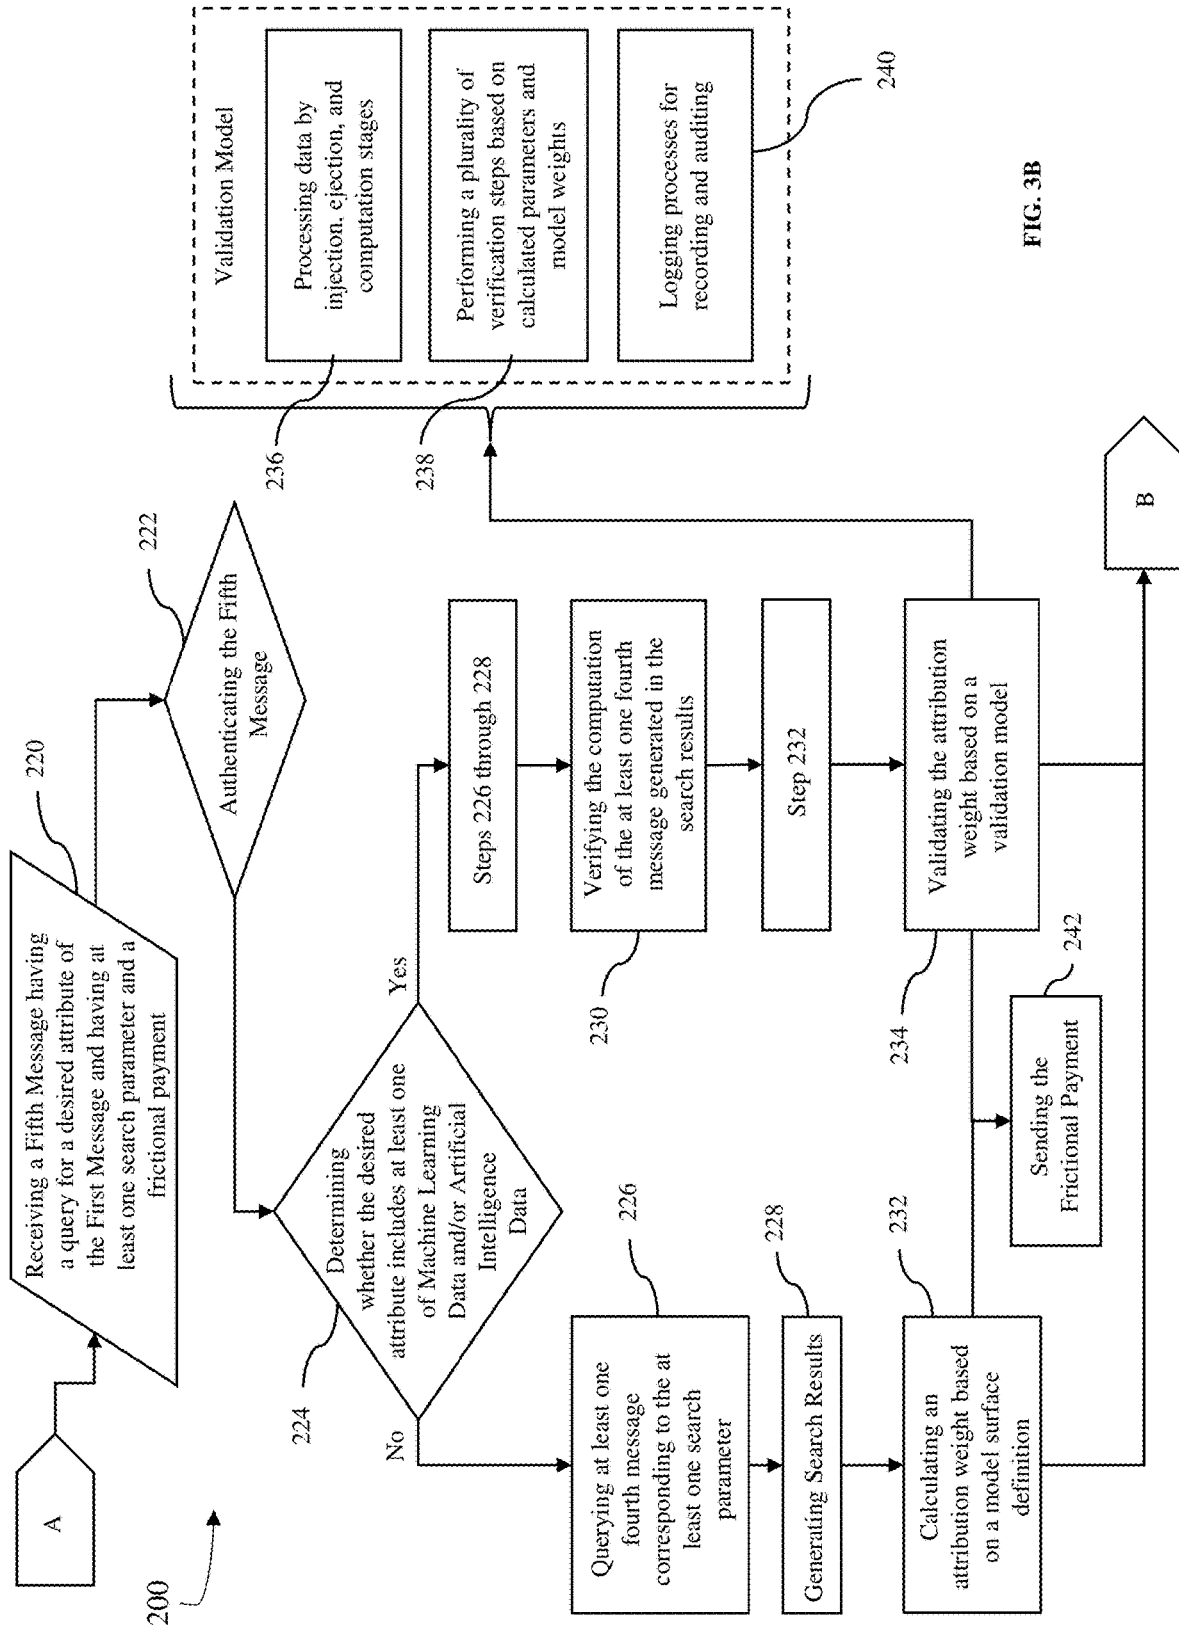 A
200
Receiving a Fifth Message having
a query for a desired attribute of
the First Message and having at
least one search parameter and a
frictional payment
220
Authenticating the Fifth
Message
222
Determining
whether the desired
attribute includes at least one
of Machine Learning
Data and/or Artificial
Intelligence
Data
224
No
Yes
Querying at least one
fourth message
corresponding to the at
least one search
parameter
226
Generating Search Results
228
Calculating an
attribution weight based
on a model surface
definition
232
Steps 226 through 228
Verifying the computation
of the at least one fourth
message generated in the
search results
230
Step 232
Validating the attribution
weight based on a
validation model
234
Sending the
Frictional Payment
242
Validation Model
Processing data by
injection. ejection, and
computation stages
236
Performing a plurality of
verification steps based on
calculated parameters and
model weights
238
Logging processes for
recording and auditing
240
B
FIG. 3B